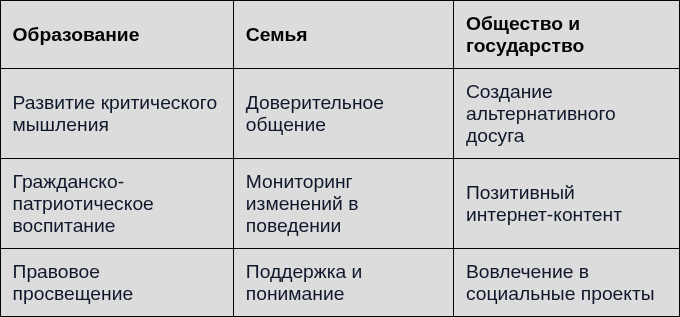 Образование
Семья
Общество и
государство
Развитие критического
мышления
Доверительное
общение
Создание
альтернативного
досуга
Гражданско-
патриотическое
воспитание
Мониторинг
изменений в
поведении
Позитивный
интернет-контент
Правовое
просвещение
Поддержка и
понимание
Вовлечение в
социальные проекты